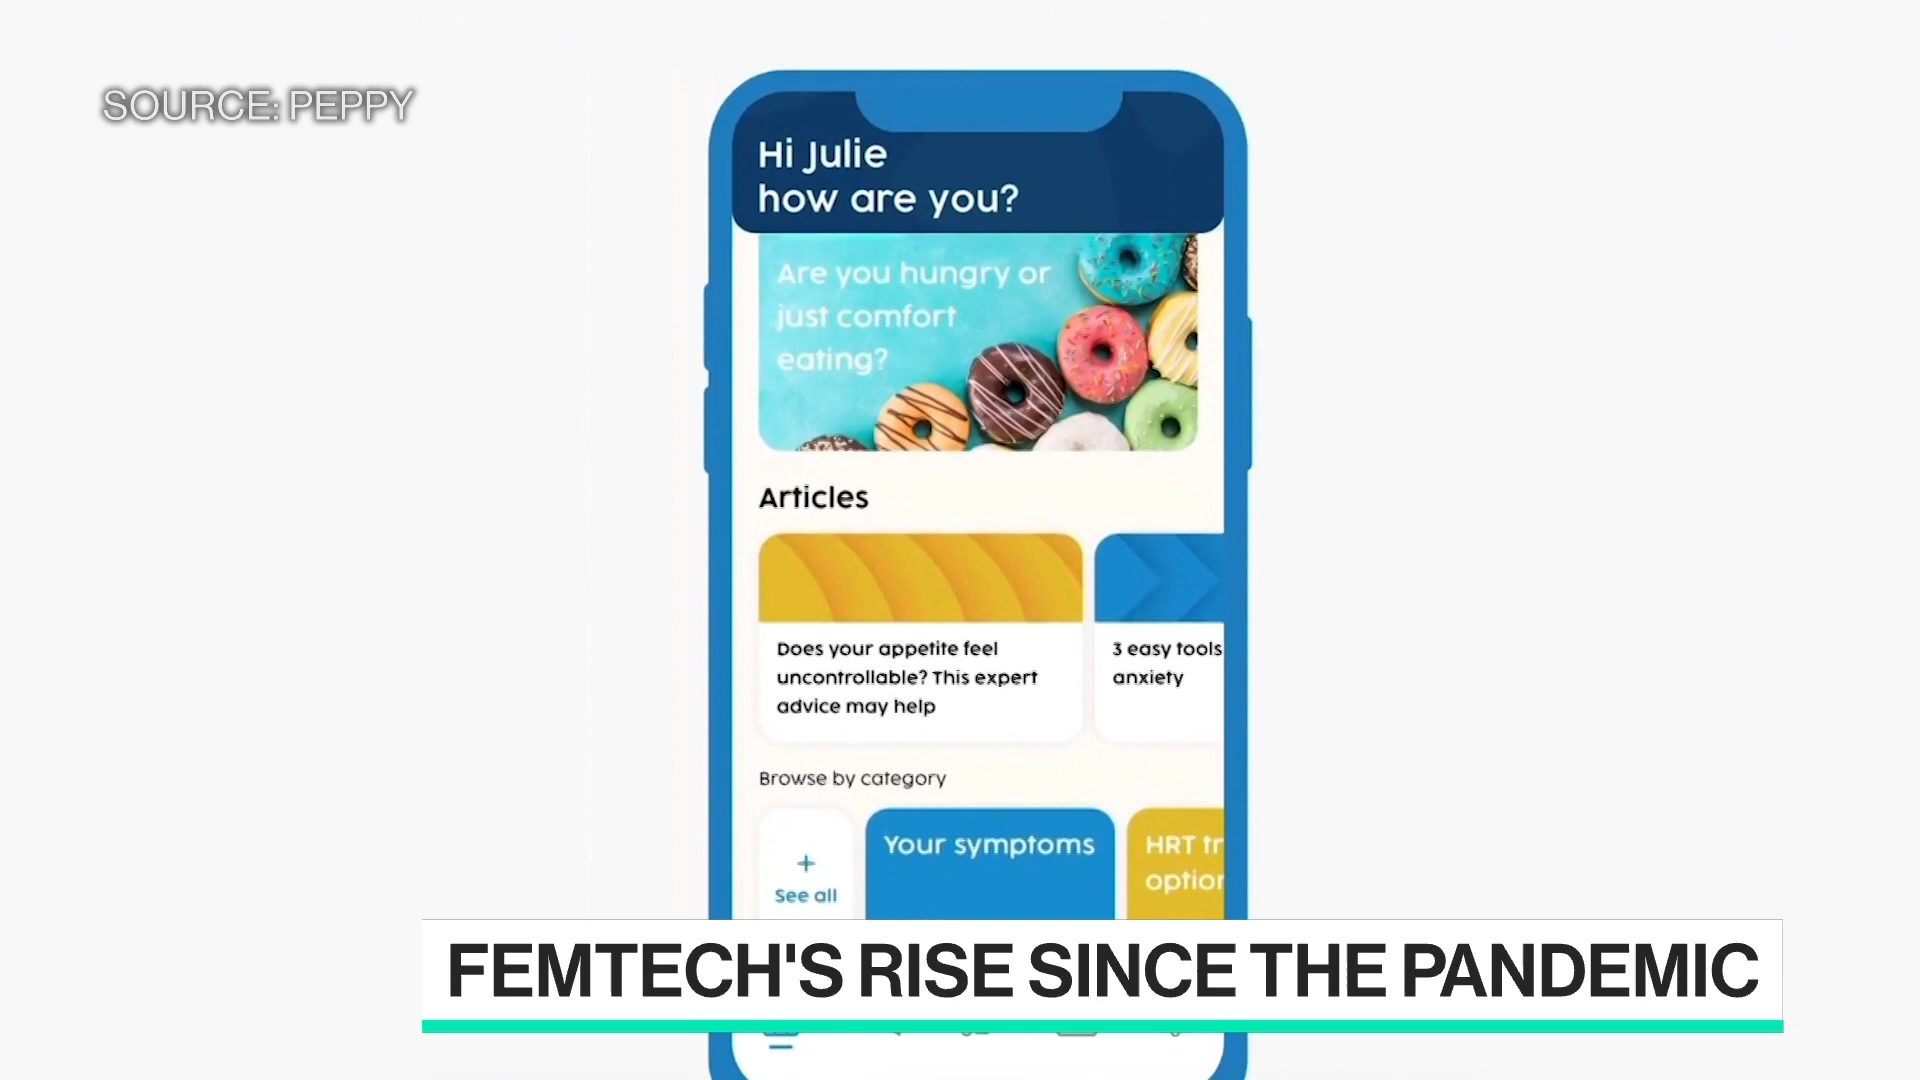 SOURCE: PEPPY
Hi Julie
how are you?
Are you hungry or
just comfort
eating?
Articles
Does your appetite feel
uncontrollable? This expert
advice may help
3 easy tools
anxiety
Browse by category
+
See all
Your symptoms
HRT
FEMTECH'S RISE SINCE THE PANDEMIC